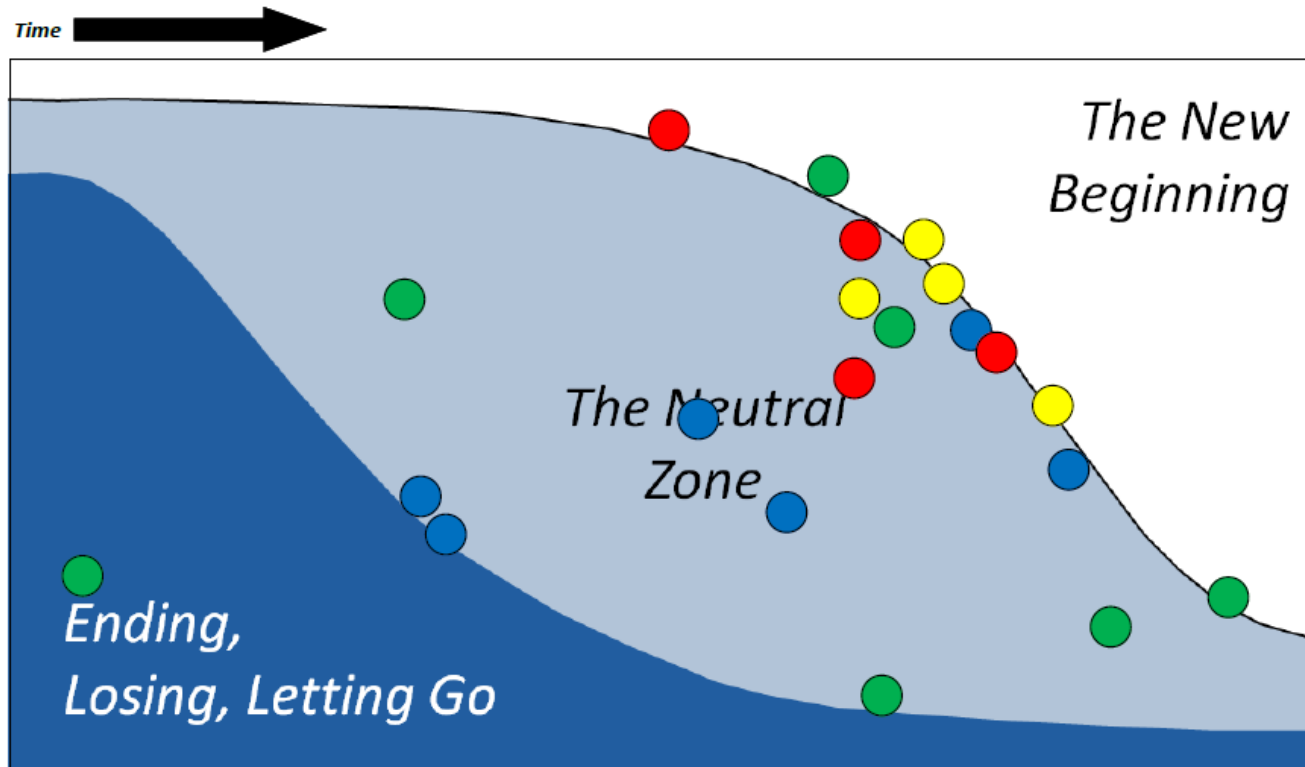 Time
The New
Beginning
The Neutral
Zone
Ending,
Losing, Letting Go